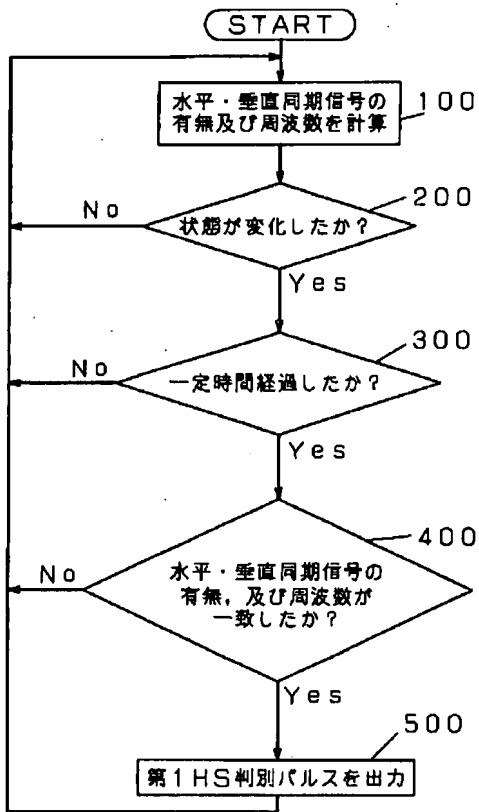 START
水平・垂直同期信号の
有無及び周波数を計算
100
200
No
状態が変化したか?
Yes
300
No
一定時間経過したか?
Yes
400
No
水平・垂直同期信号の
有無,及び周波数が
一致したか?
Yes
500
第1HS判別パルスを出力